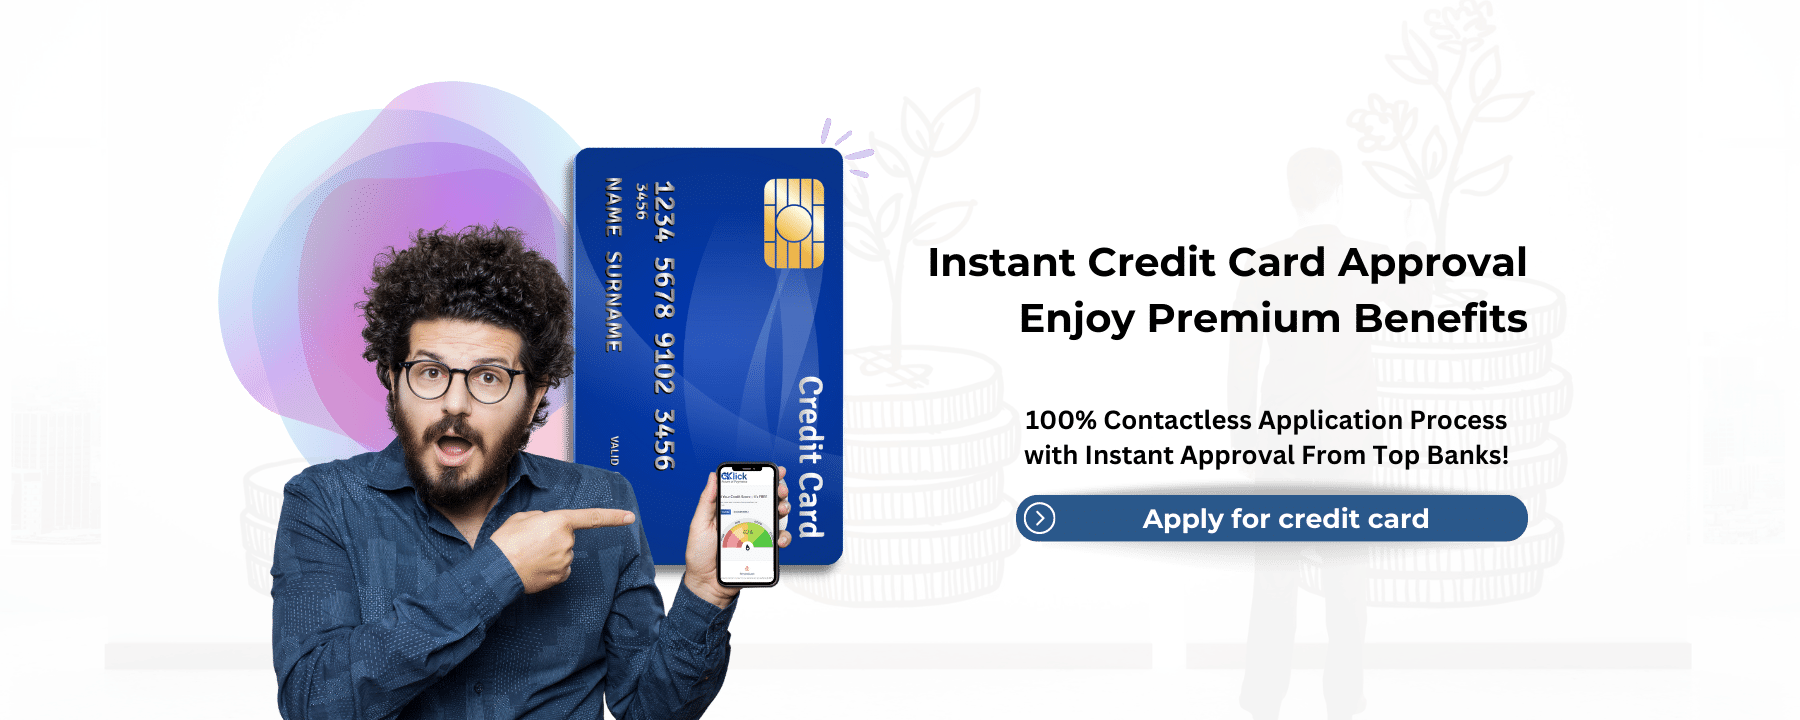 Instant Credit Card Approval
Enjoy Premium Benefits
100% Contactless Application Process
with Instant Approval From Top Banks!
Apply for credit card
Credit Card
1234 5678 9102 3456
3456
NAME SURNAME
VALID
Klick